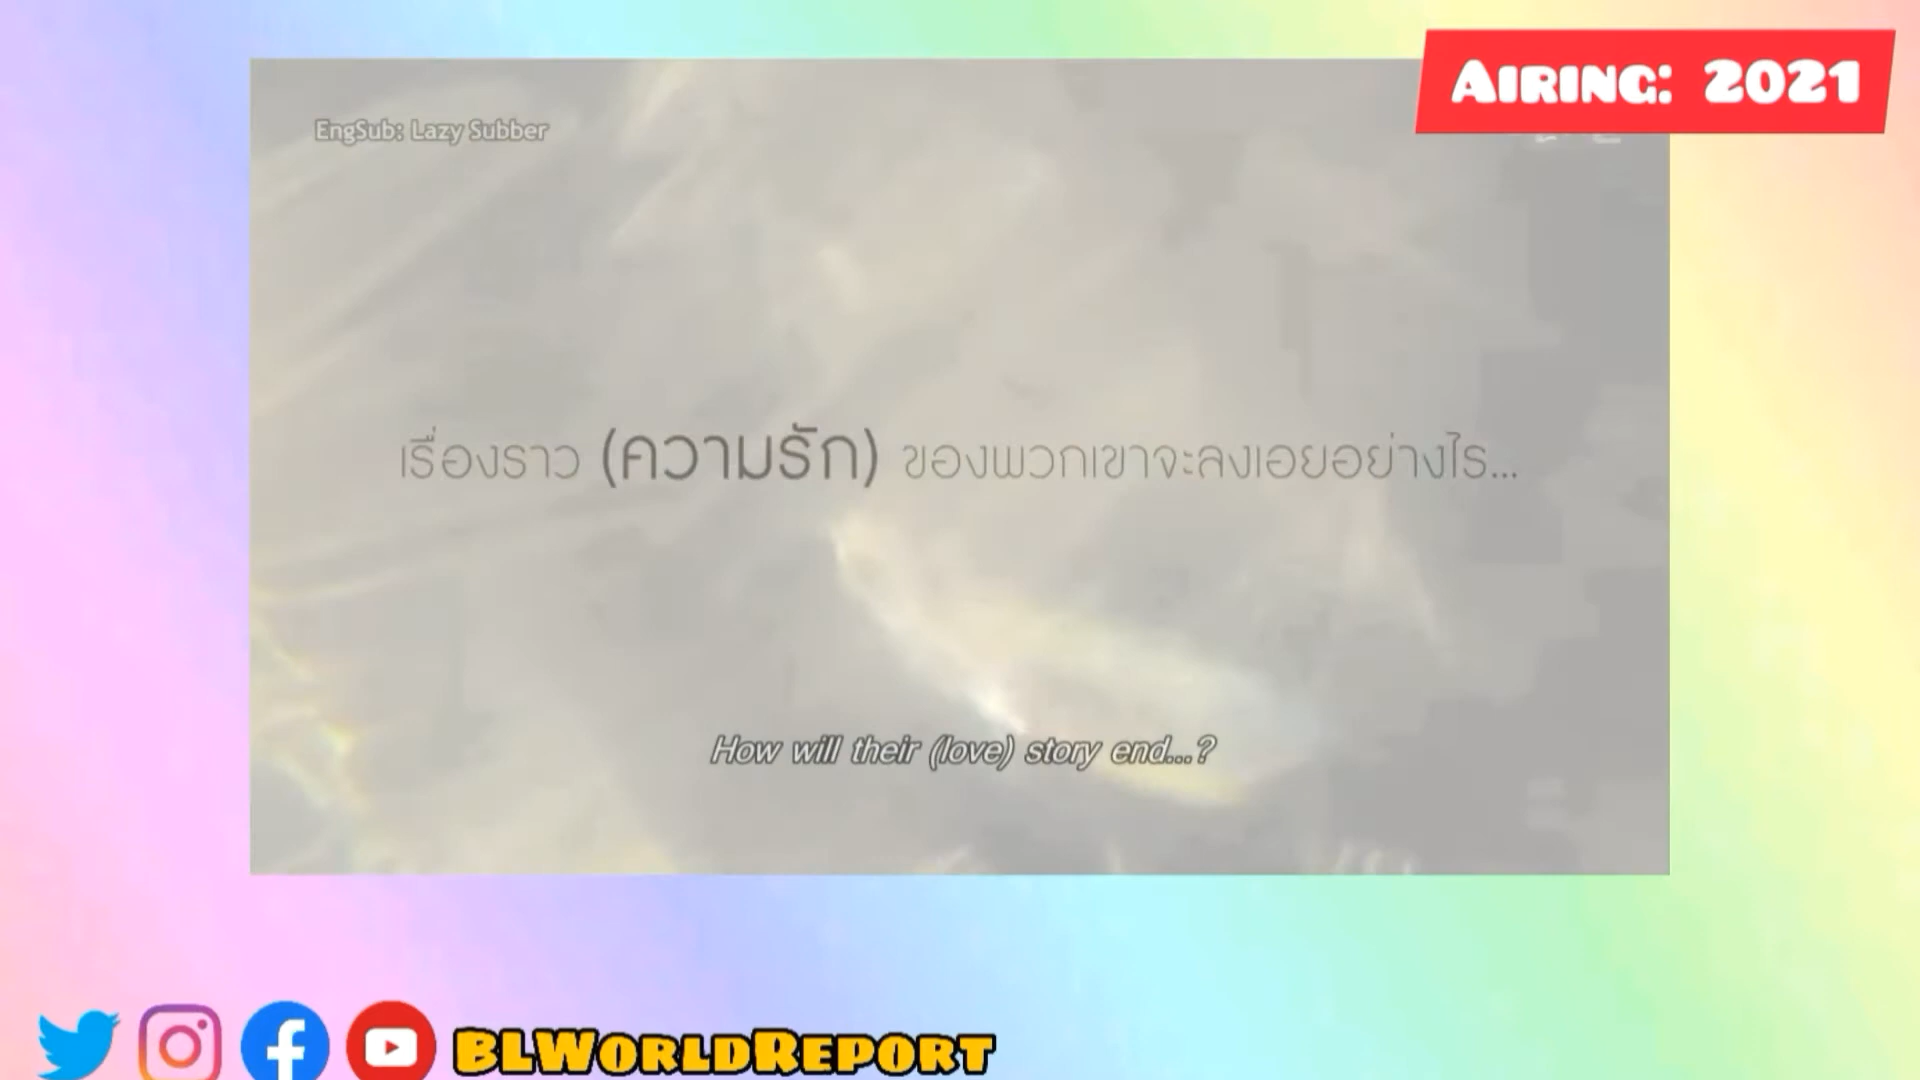 AIRING: 2021
EngSub: Lazy Subber
เรื่องราว (ความรัก) ของพวกเขาจะลงเอยอย่างไร...
How will their (love) story end...?
BLWORLDREPORT